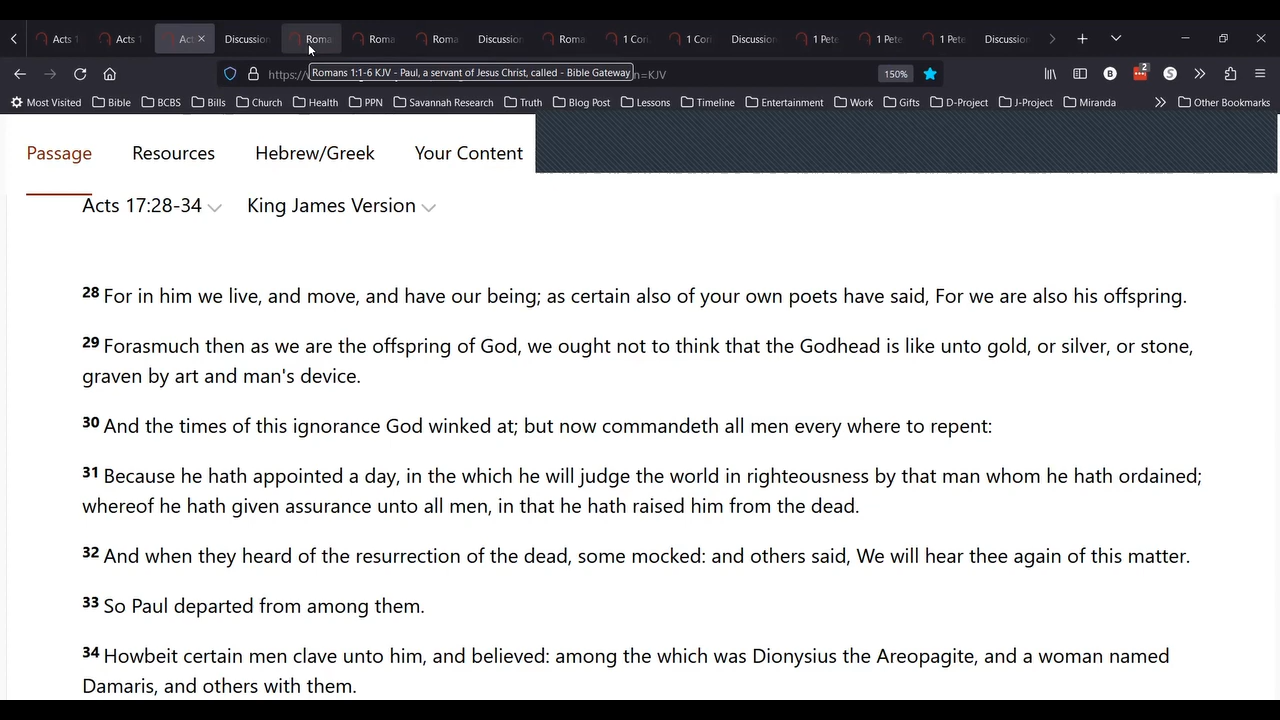 Acts 1
Acts 1
Act
Discussion
Roma
Roma
Roma
Discussion
Roma
1 Cori
1 Cori
Discussion
1 Pete
1 Pete
1 Pete
Discussion
https://
Romans 1:1-6 KJV - Paul, a servant of Jesus Christ, called - Bible Gateway
n=KJV
150%
2
Most Visited
Bible
BCBS
Bills
Church
Health
PPN
Savannah Research
Truth
Blog Post
Lessons
Timeline
Entertainment
Work
Gifts
D-Project
J-Project
Miranda
Other Bookmarks
Passage
Resources
Hebrew/Greek
Your Content
Acts 17:28-34
King James Version
28 For in him we live, and move, and have our being; as certain also of your own poets have said, For we are also his offspring.
29 Forasmuch then as we are the offspring of God, we ought not to think that the Godhead is like unto gold, or silver, or stone,
graven by art and man's device.
30 And the times of this ignorance God winked at; but now commandeth all men every where to repent:
31 Because he hath appointed a day, in the which he will judge the world in righteousness by that man whom he hath ordained;
whereof he hath given assurance unto all men, in that he hath raised him from the dead.
32 And when they heard of the resurrection of the dead, some mocked: and others said, We will hear thee again of this matter.
33 So Paul departed from among them.
34 Howbeit certain men clave unto him, and believed: among the which was Dionysius the Areopagite, and a woman named
Damaris, and others with them.